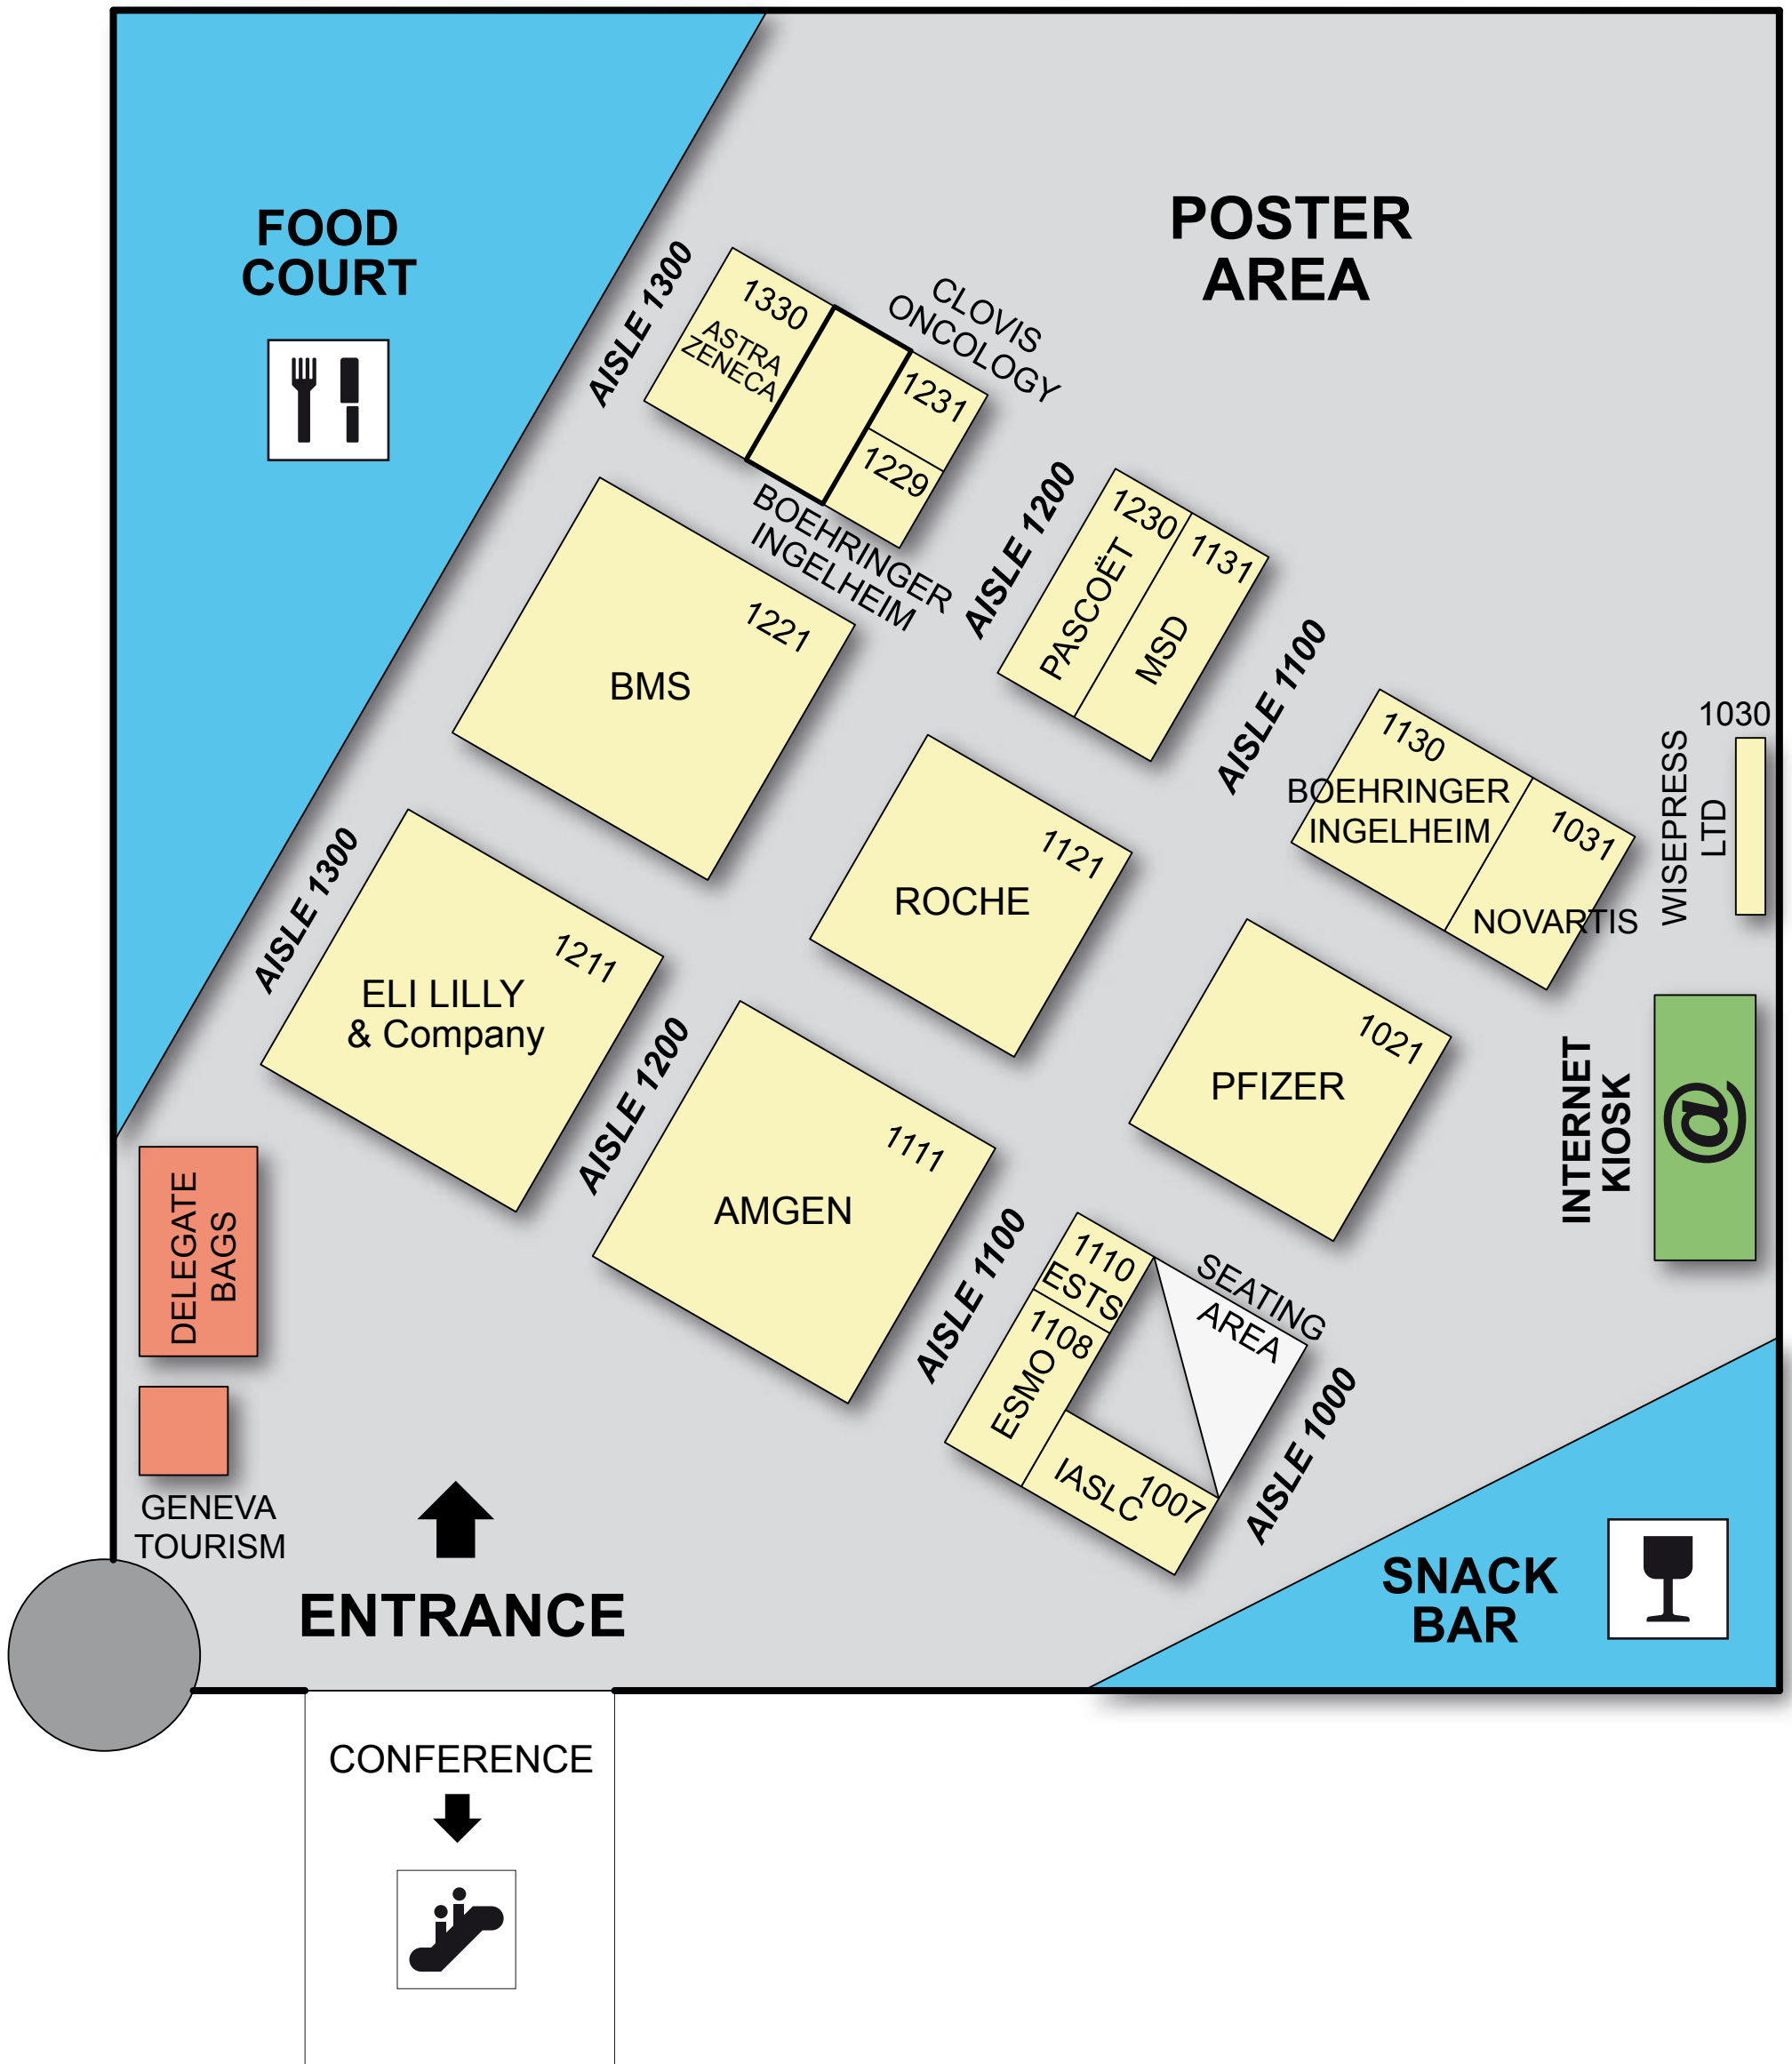 FOOD
COURT
POSTER
AREA
AISLE 1300
1330
ASTRA
ZENECA
CLOVIS
ONCOLOGY
1231
1229
BOEHRINGER
INGELHEIM
AISLE 1200
1230
PASCOËT
1131
MSD
1221
BMS
AISLE 1100
1130
BOEHRINGER
INGELHEIM
1031
NOVARTIS
1030
WISEPRESS
LTD
1121
ROCHE
AISLE 1300
1211
ELI LILLY
& Company
1021
PFIZER
INTERNET
KIOSK
@
AISLE 1200
1111
AMGEN
DELEGATE
BAGS
AISLE 1100
1110
ESTS
1108
ESMO
SEATING
AREA
IASLC
1007
AISLE 1000
GENEVA
TOURISM
ENTRANCE
SNACK
BAR
CONFERENCE